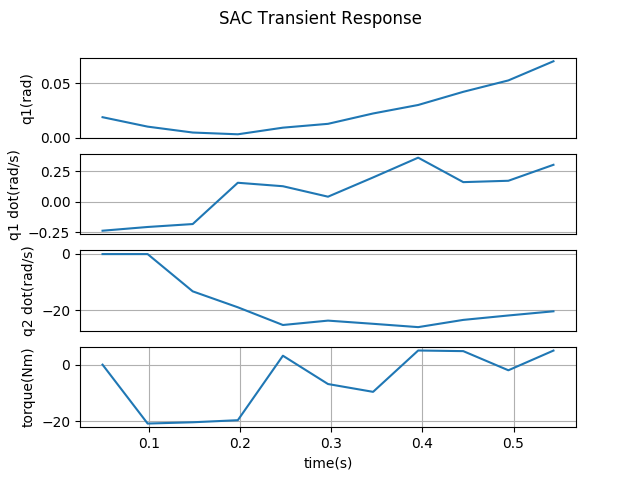 SAC Transient Response
0.05
0.00
q1(rad)
0.25
0.00
−0.25
q1 dot(rad/s)
0
−20
q2 dot(rad/s)
0
−20
torque(Nm)
0.1 0.2 0.3 0.4 0.5
time(s)